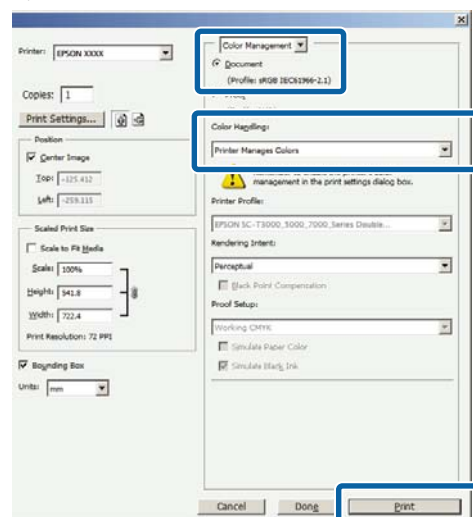 Printer: EPSON XXXX
Copies: 1
Print Settings...
Position
Center Image
Top: -125.412
Left: -259.115
Scaled Print Size
Scale to Fit Media
Scale: 100%
Height: 541.8
Width: 722.4
Print Resolution: 72 PPI
Bounding Box
Units: mm
Color Management
Document
(Profile: sRGB IEC61966-2.1)
Color Handling:
Printer Manages Colors
management in the print settings dialog box.
Printer Profile:
EPSON SC-T3000_5000_7000_Series Double...
Rendering Intent:
Perceptual
Black Point Compensation
Proof Setup:
Working CMYK
Simulate Paper Color
Simulate Black Ink
Cancel
Done
Print